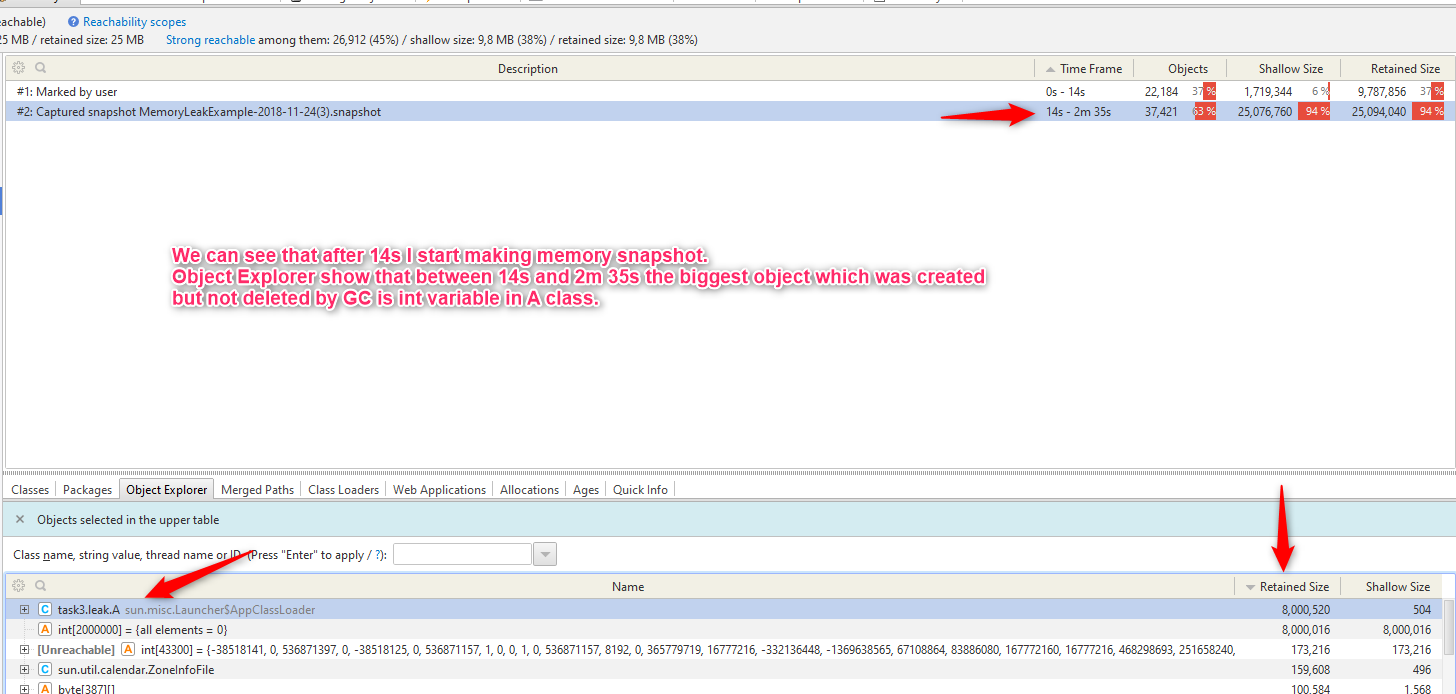 eachable) Reachability scopes
25 MB / retained size: 25 MB Strong reachable among them: 26,912 (45%) / shallow size: 9,8 MB (38%) / retained size: 9,8 MB (38%)
Description Time Frame Objects Shallow Size Retained Size
#1: Marked by user 0s - 14s 22,184 37 % 1,719,344 6 % 9,787,856 37 %
#2: Captured snapshot MemoryLeakExample-2018-11-24(3).snapshot 14s - 2m 35s 37,421 63 % 25,076,760 94 % 25,094,040 94 %
We can see that after 14s I start making memory snapshot.
Object Explorer show that between 14s and 2m 35s the biggest object which was created
but not deleted by GC is int variable in A class.
Classes Packages Object Explorer Merged Paths Class Loaders Web Applications Allocations Ages Quick Info
Objects selected in the upper table
Class name, string value, thread name or ID (Press "Enter" to apply / ?):
Name Retained Size Shallow Size
C task3.leak.A sun.misc.Launcher$AppClassLoader 8,000,520 504
A int[2000000] = {all elements = 0} 8,000,016 8,000,016
[Unreachable] A int[43300] = {-38518141, 0, 536871397, 0, -38518125, 0, 536871157, 1, 0, 0, 1, 0, 536871157, 8192, 0, 365779719, 16777216, -332136448, -1369638565, 67108864, 83886080, 167772160, 16777216, 468298693, 251658240, 173,216 173,216
C sun.util.calendar.ZoneInfoFile 159,608 496
A byte[387][] 100,584 1,568